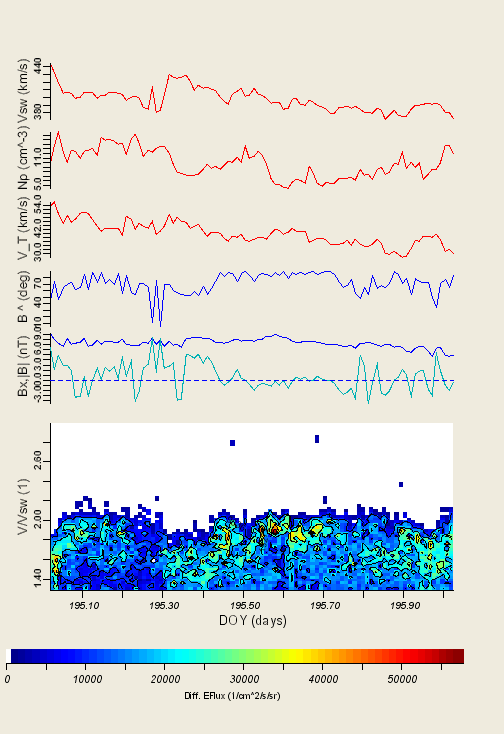 Vsw (km/s)
440
380
Np (cm^-3)
11.0
5.0
V_T (km/s)
54.0
42.0
30.0
B ^ (deg)
70
40
10
Bx,|B| (nT)
9.0
6.0
3.0
0.0
-3.0
V/Vsw (1)
2.60
2.00
1.40
195.10 195.30 195.50 195.70 195.90
DOY (days)
0 10000 20000 30000 40000 50000
Diff. EFlux (1/cm^2/s/sr)